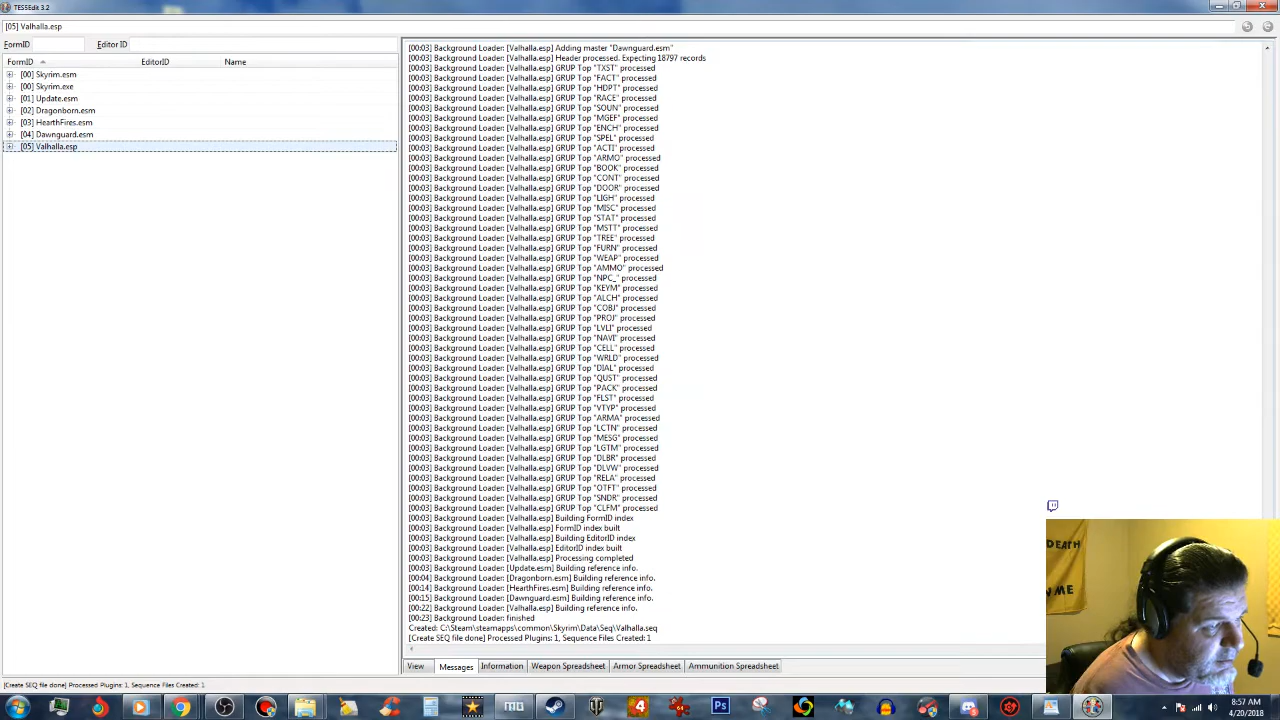 TES5Edit 3.2
[05] Valhalla.esp
FormID
Editor ID
FormID EditorID Name
[00] Skyrim.esm
[00] Skyrim.exe
[01] Update.esm
[02] Dragonborn.esm
[03] HearthFires.esm
[04] Dawnguard.esm
[05] Valhalla.esp
[00:03] Background Loader: [Valhalla.esp] Adding master "Dawnguard.esm"
[00:03] Background Loader: [Valhalla.esp] Header processed. Expecting 18797 records
[00:03] Background Loader: [Valhalla.esp] GRUP Top "TXST" processed
[00:03] Background Loader: [Valhalla.esp] GRUP Top "FACT" processed
[00:03] Background Loader: [Valhalla.esp] GRUP Top "HDPT" processed
[00:03] Background Loader: [Valhalla.esp] GRUP Top "RACE" processed
[00:03] Background Loader: [Valhalla.esp] GRUP Top "SOUN" processed
[00:03] Background Loader: [Valhalla.esp] GRUP Top "MGEF" processed
[00:03] Background Loader: [Valhalla.esp] GRUP Top "ENCH" processed
[00:03] Background Loader: [Valhalla.esp] GRUP Top "SPEL" processed
[00:03] Background Loader: [Valhalla.esp] GRUP Top "ACTI" processed
[00:03] Background Loader: [Valhalla.esp] GRUP Top "ARMO" processed
[00:03] Background Loader: [Valhalla.esp] GRUP Top "BOOK" processed
[00:03] Background Loader: [Valhalla.esp] GRUP Top "CONT" processed
[00:03] Background Loader: [Valhalla.esp] GRUP Top "DOOR" processed
[00:03] Background Loader: [Valhalla.esp] GRUP Top "LIGH" processed
[00:03] Background Loader: [Valhalla.esp] GRUP Top "MISC" processed
[00:03] Background Loader: [Valhalla.esp] GRUP Top "STAT" processed
[00:03] Background Loader: [Valhalla.esp] GRUP Top "MSTT" processed
[00:03] Background Loader: [Valhalla.esp] GRUP Top "TREE" processed
[00:03] Background Loader: [Valhalla.esp] GRUP Top "FURN" processed
[00:03] Background Loader: [Valhalla.esp] GRUP Top "WEAP" processed
[00:03] Background Loader: [Valhalla.esp] GRUP Top "AMMO" processed
[00:03] Background Loader: [Valhalla.esp] GRUP Top "NPC_" processed
[00:03] Background Loader: [Valhalla.esp] GRUP Top "KEYM" processed
[00:03] Background Loader: [Valhalla.esp] GRUP Top "ALCH" processed
[00:03] Background Loader: [Valhalla.esp] GRUP Top "COBJ" processed
[00:03] Background Loader: [Valhalla.esp] GRUP Top "PROJ" processed
[00:03] Background Loader: [Valhalla.esp] GRUP Top "LVLI" processed
[00:03] Background Loader: [Valhalla.esp] GRUP Top "NAVI" processed
[00:03] Background Loader: [Valhalla.esp] GRUP Top "CELL" processed
[00:03] Background Loader: [Valhalla.esp] GRUP Top "WRLD" processed
[00:03] Background Loader: [Valhalla.esp] GRUP Top "DIAL" processed
[00:03] Background Loader: [Valhalla.esp] GRUP Top "QUST" processed
[00:03] Background Loader: [Valhalla.esp] GRUP Top "PACK" processed
[00:03] Background Loader: [Valhalla.esp] GRUP Top "FLST" processed
[00:03] Background Loader: [Valhalla.esp] GRUP Top "VTYP" processed
[00:03] Background Loader: [Valhalla.esp] GRUP Top "ARMA" processed
[00:03] Background Loader: [Valhalla.esp] GRUP Top "LCTN" processed
[00:03] Background Loader: [Valhalla.esp] GRUP Top "MESG" processed
[00:03] Background Loader: [Valhalla.esp] GRUP Top "LGTM" processed
[00:03] Background Loader: [Valhalla.esp] GRUP Top "DLBR" processed
[00:03] Background Loader: [Valhalla.esp] GRUP Top "DLVW" processed
[00:03] Background Loader: [Valhalla.esp] GRUP Top "RELA" processed
[00:03] Background Loader: [Valhalla.esp] GRUP Top "OTFT" processed
[00:03] Background Loader: [Valhalla.esp] GRUP Top "SNDR" processed
[00:03] Background Loader: [Valhalla.esp] GRUP Top "CLFM" processed
[00:03] Background Loader: [Valhalla.esp] Building FormID index
[00:03] Background Loader: [Valhalla.esp] FormID index built
[00:03] Background Loader: [Valhalla.esp] Building EditorID index
[00:03] Background Loader: [Valhalla.esp] EditorID index built
[00:03] Background Loader: [Valhalla.esp] Processing completed
[00:03] Background Loader: [Update.esm] Building reference info.
[00:04] Background Loader: [Dragonborn.esm] Building reference info.
[00:14] Background Loader: [HearthFires.esm] Building reference info.
[00:15] Background Loader: [Dawnguard.esm] Building reference info.
[00:22] Background Loader: [Valhalla.esp] Building reference info.
[00:23] Background Loader: finished
Created: C:\Steam\steamapps\common\Skyrim\Data\Seq\Valhalla.seq
[Create SEQ file done] Processed Plugins: 1, Sequence Files Created: 1
View Messages Information Weapon Spreadsheet Armor Spreadsheet Ammunition Spreadsheet
[Create SEQ file done] Processed Plugins: 1, Sequence Files Created: 1
DEATH
ME
mu
4
Ps
8:57 AM
4/20/2018